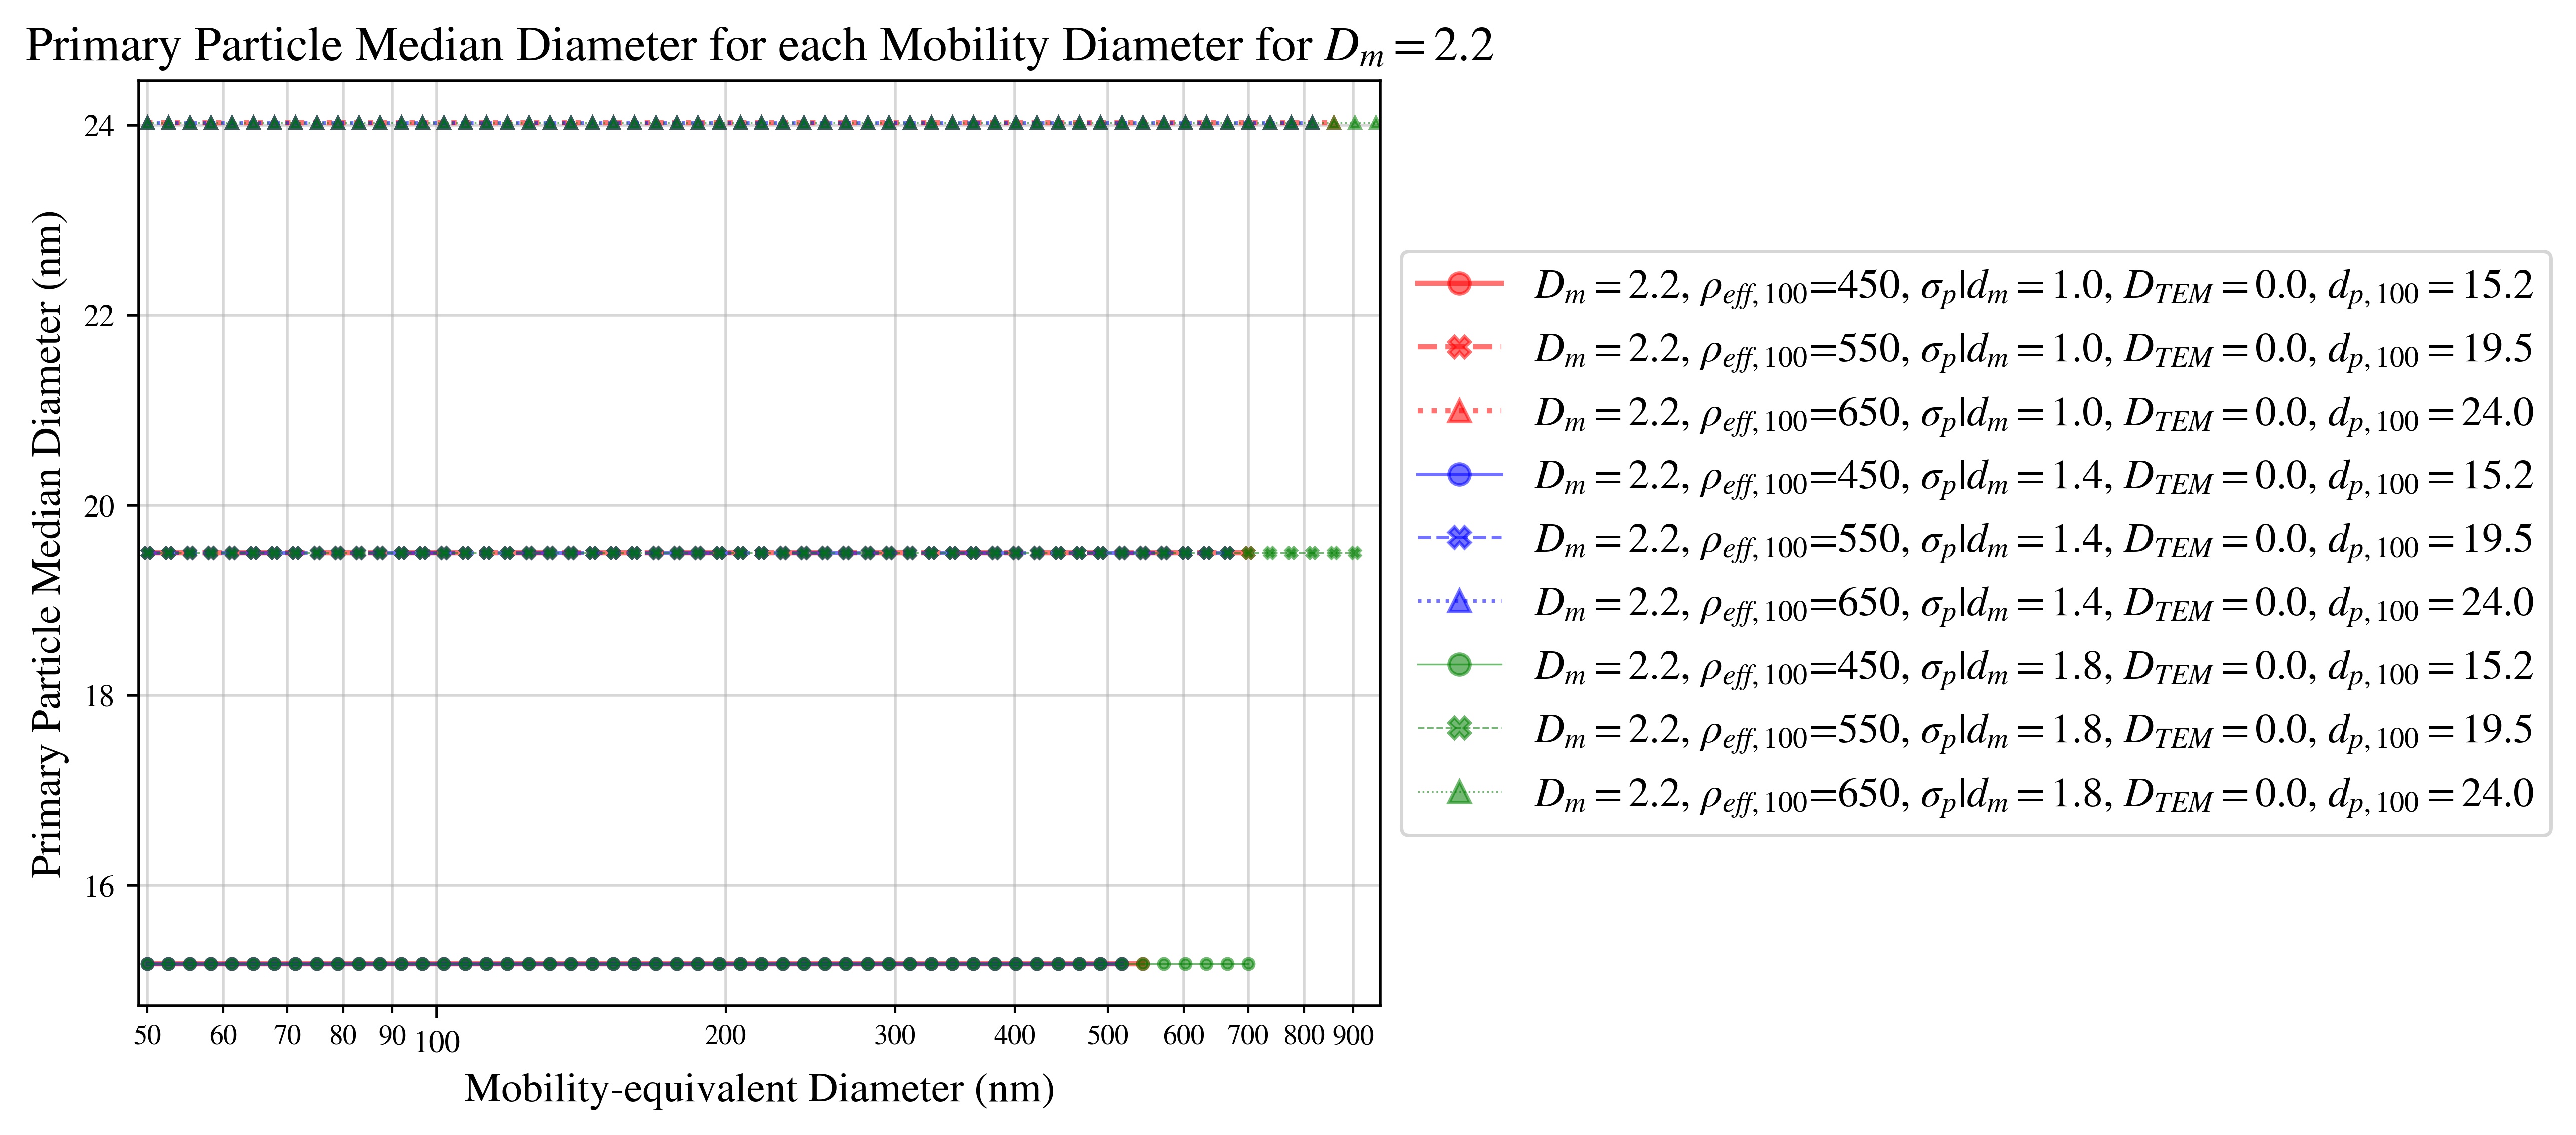 Primary Particle Median Diameter for each Mobility Diameter for Dₘ = 2.2
Primary Particle Median Diameter (nm)
24
22
20
18
16
50 60 70 80 90 100 200 300 400 500 600 700 800 900
Mobility-equivalent Diameter (nm)
D_m = 2.2, ρ_eff,100=450, σ_p|d_m = 1.0, D_TEM = 0.0, d_p,100 = 15.2
D_m = 2.2, ρ_eff,100=550, σ_p|d_m = 1.0, D_TEM = 0.0, d_p,100 = 19.5
D_m = 2.2, ρ_eff,100=650, σ_p|d_m = 1.0, D_TEM = 0.0, d_p,100 = 24.0
D_m = 2.2, ρ_eff,100=450, σ_p|d_m = 1.4, D_TEM = 0.0, d_p,100 = 15.2
D_m = 2.2, ρ_eff,100=550, σ_p|d_m = 1.4, D_TEM = 0.0, d_p,100 = 19.5
D_m = 2.2, ρ_eff,100=650, σ_p|d_m = 1.4, D_TEM = 0.0, d_p,100 = 24.0
D_m = 2.2, ρ_eff,100=450, σ_p|d_m = 1.8, D_TEM = 0.0, d_p,100 = 15.2
D_m = 2.2, ρ_eff,100=550, σ_p|d_m = 1.8, D_TEM = 0.0, d_p,100 = 19.5
D_m = 2.2, ρ_eff,100=650, σ_p|d_m = 1.8, D_TEM = 0.0, d_p,100 = 24.0